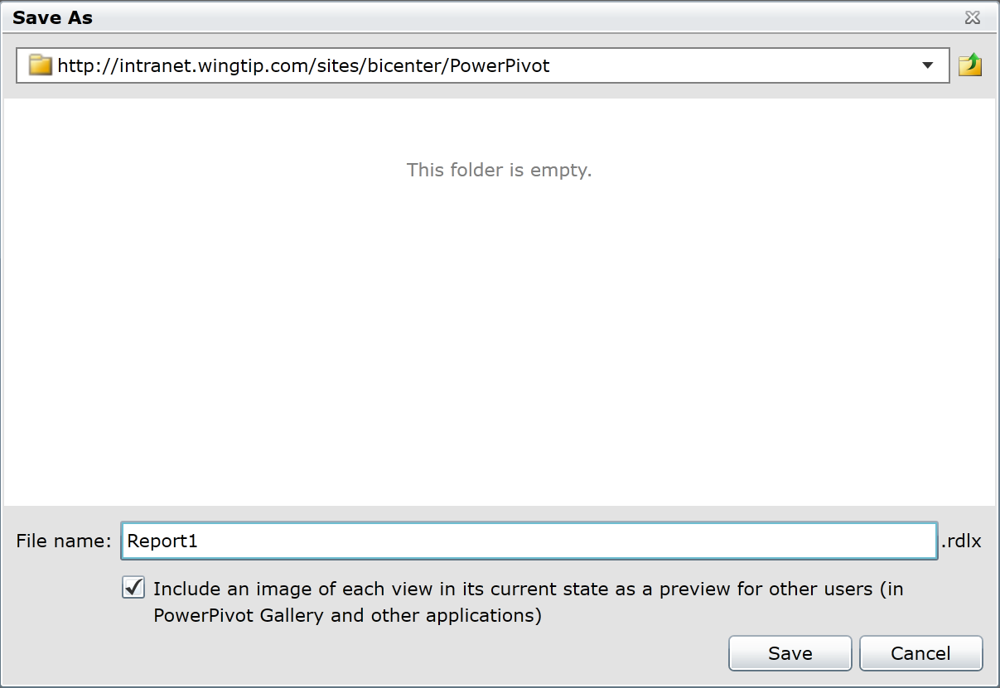 Save As
http://intranet.wingtip.com/sites/bicenter/PowerPivot
This folder is empty.
File name: Report1 .rdlx
Include an image of each view in its current state as a preview for other users (in
PowerPivot Gallery and other applications)
Save Cancel